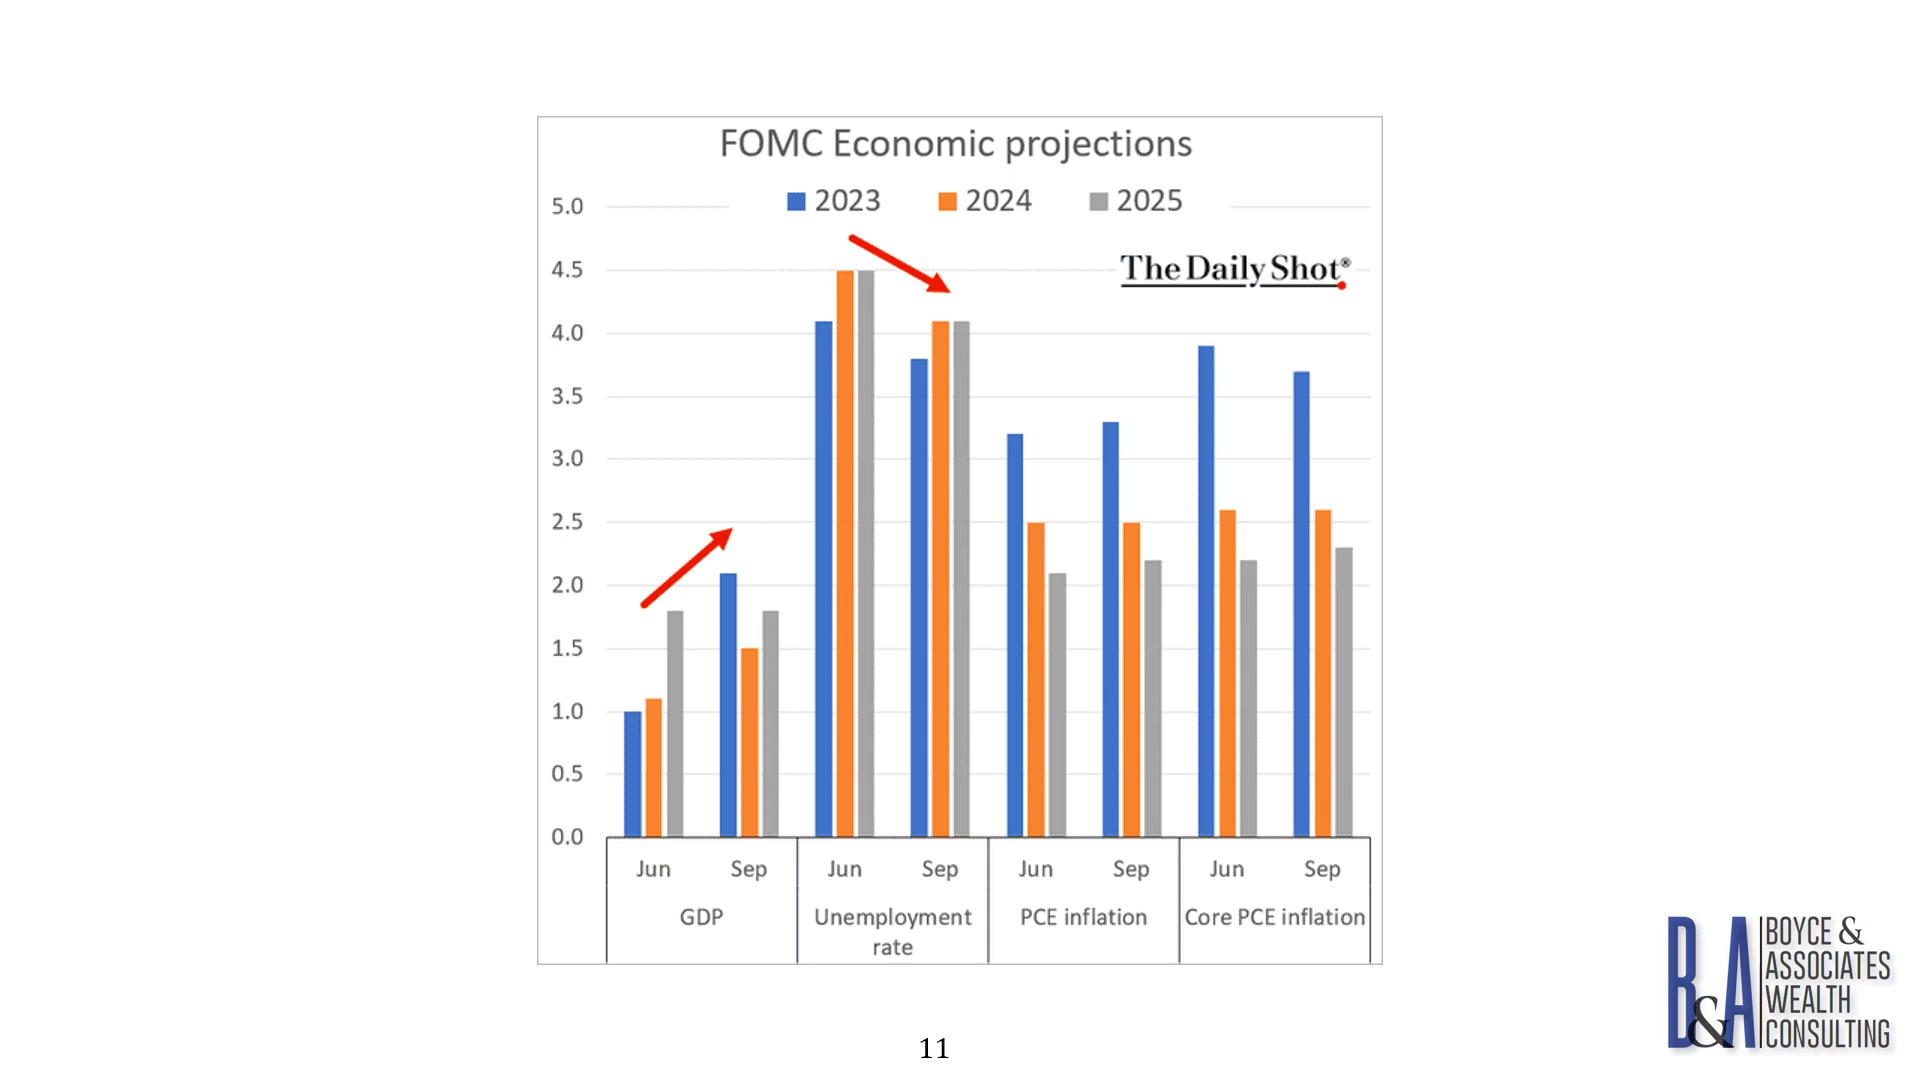 FOMC Economic projections
2023 2024 2025
5.0
4.5
4.0
3.5
3.0
2.5
2.0
1.5
1.0
0.5
0.0
The Daily Shot®
Jun Sep Jun Sep Jun Sep Jun Sep
GDP Unemployment rate PCE inflation Core PCE inflation
B&A
BOYCE &
ASSOCIATES
WEALTH
CONSULTING
11